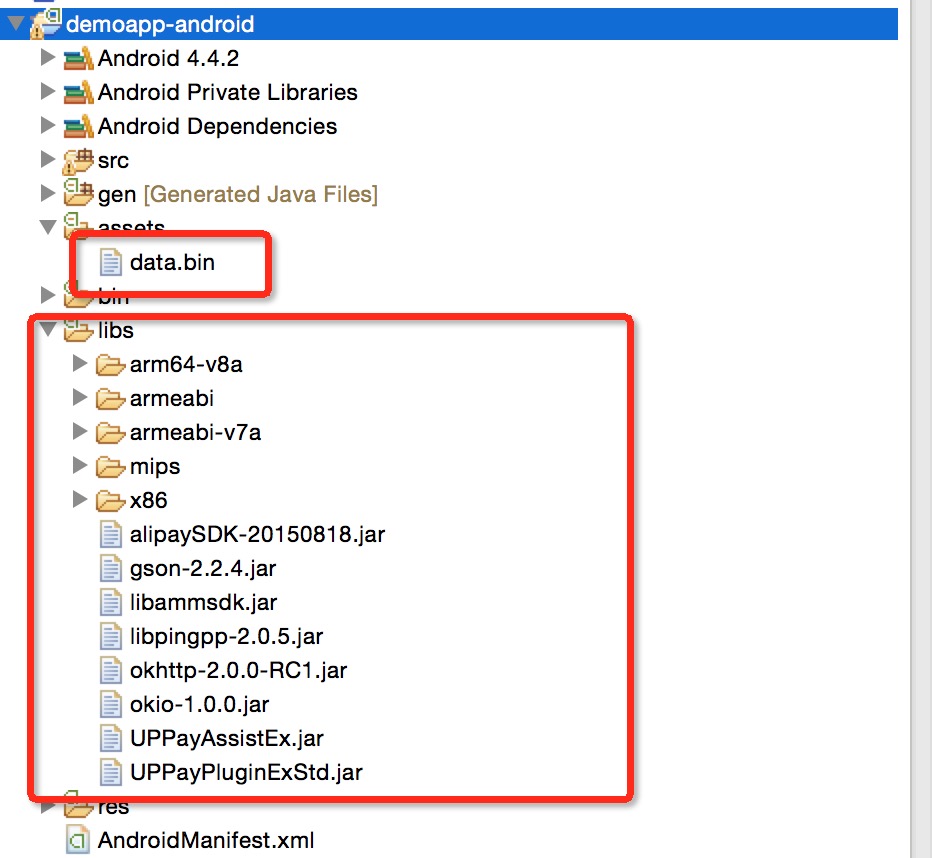 demoapp-android
Android 4.4.2
Android Private Libraries
Android Dependencies
src
gen [Generated Java Files]
assets
data.bin
bin
libs
arm64-v8a
armeabi
armeabi-v7a
mips
x86
alipaySDK-20150818.jar
gson-2.2.4.jar
libammsdk.jar
libpingpp-2.0.5.jar
okhttp-2.0.0-RC1.jar
okio-1.0.0.jar
UPPayAssistEx.jar
UPPayPluginExStd.jar
res
AndroidManifest.xml